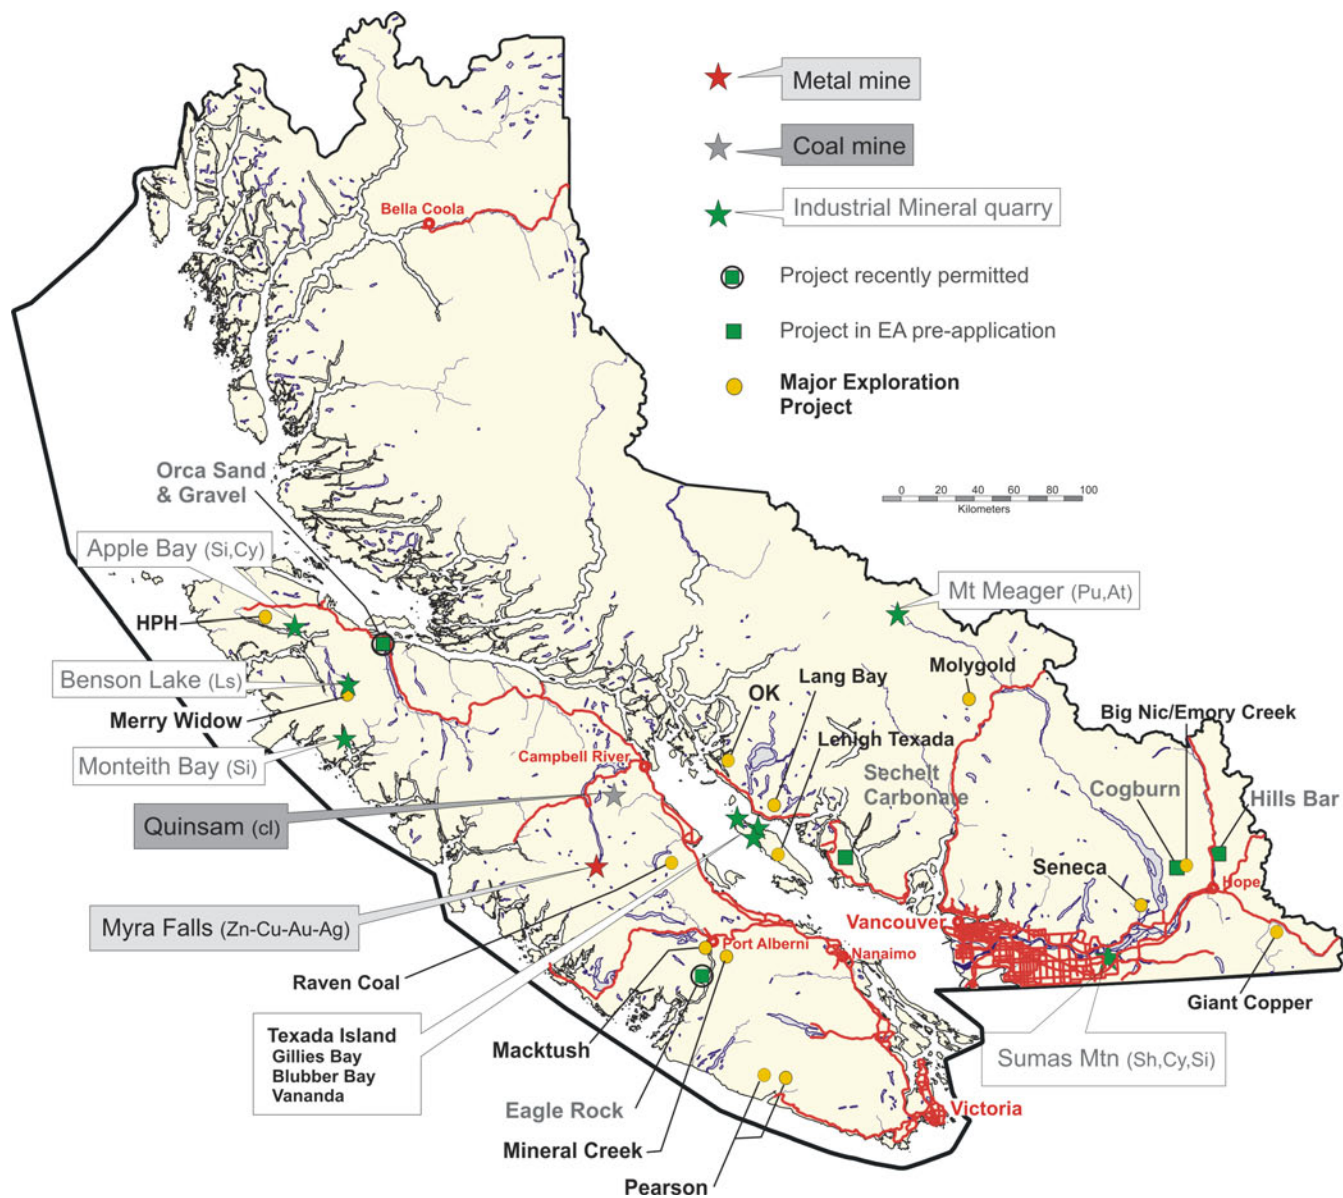 Metal mine
Coal mine
Industrial Mineral quarry
Project recently permitted
Project in EA pre-application
Major Exploration
Project
Bella Coola
0 20 40 60 80 100
Kilometers
Orca Sand
& Gravel
Apple Bay (Si,Cy)
HPH
Benson Lake (Ls)
Merry Widow
Monteith Bay (Si)
Quinsam (cl)
Myra Falls (Zn-Cu-Au-Ag)
Raven Coal
Texada Island
Gillies Bay
Blubber Bay
Vananda
Campbell River
OK
Lang Bay
Lehigh Texada
Sechelt
Carbonate
Mt Meager (Pu,At)
Molygold
Big Nic/Emory Creek
Cogburn
Hills Bar
Seneca
Hope
Vancouver
Nanaimo
Port Alberni
Giant Copper
Sumas Mtn (Sh,Cy,Si)
Macktush
Eagle Rock
Mineral Creek
Pearson
Victoria